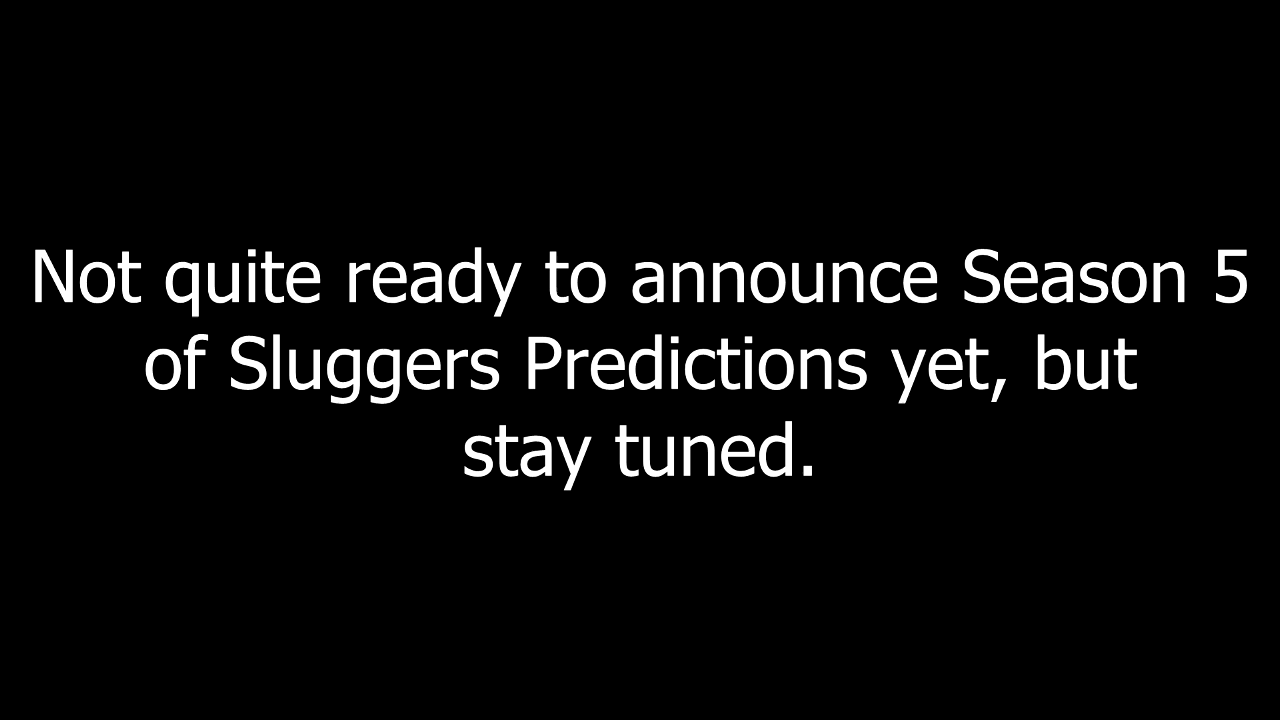 Not quite ready to announce Season 5
of Sluggers Predictions yet, but
stay tuned.